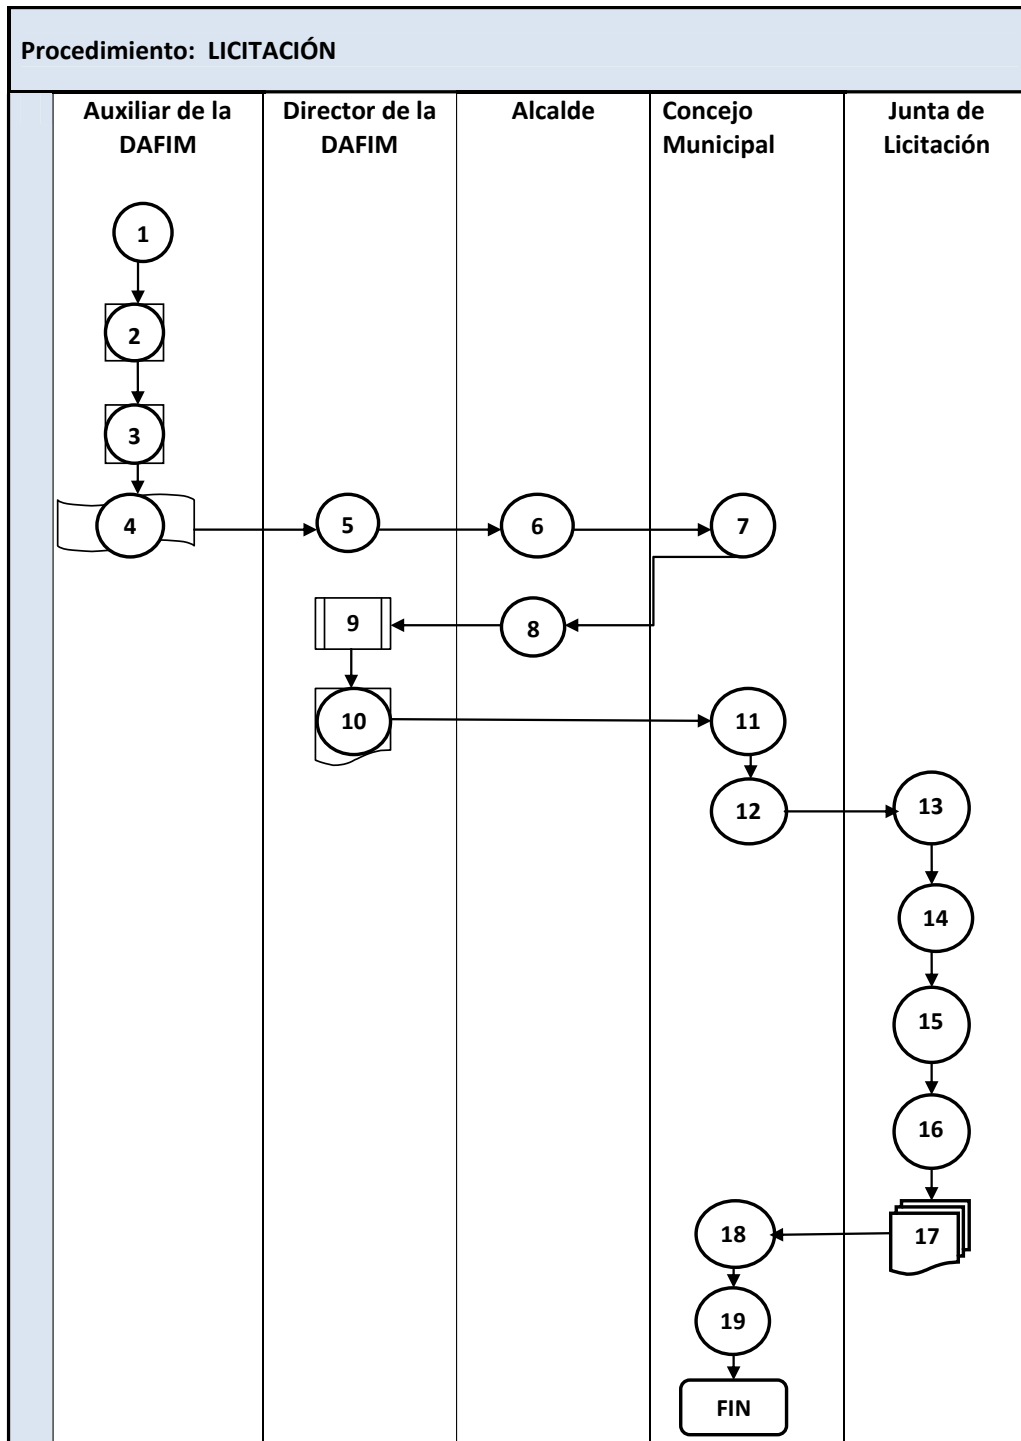 Procedimiento: LICITACIÓN
Auxiliar de la
DAFIM
Director de la
DAFIM
Alcalde
Concejo
Municipal
Junta de
Licitación
1
2
3
4
5
6
7
8
9
10
11
12
13
14
15
16
17
18
19
FIN